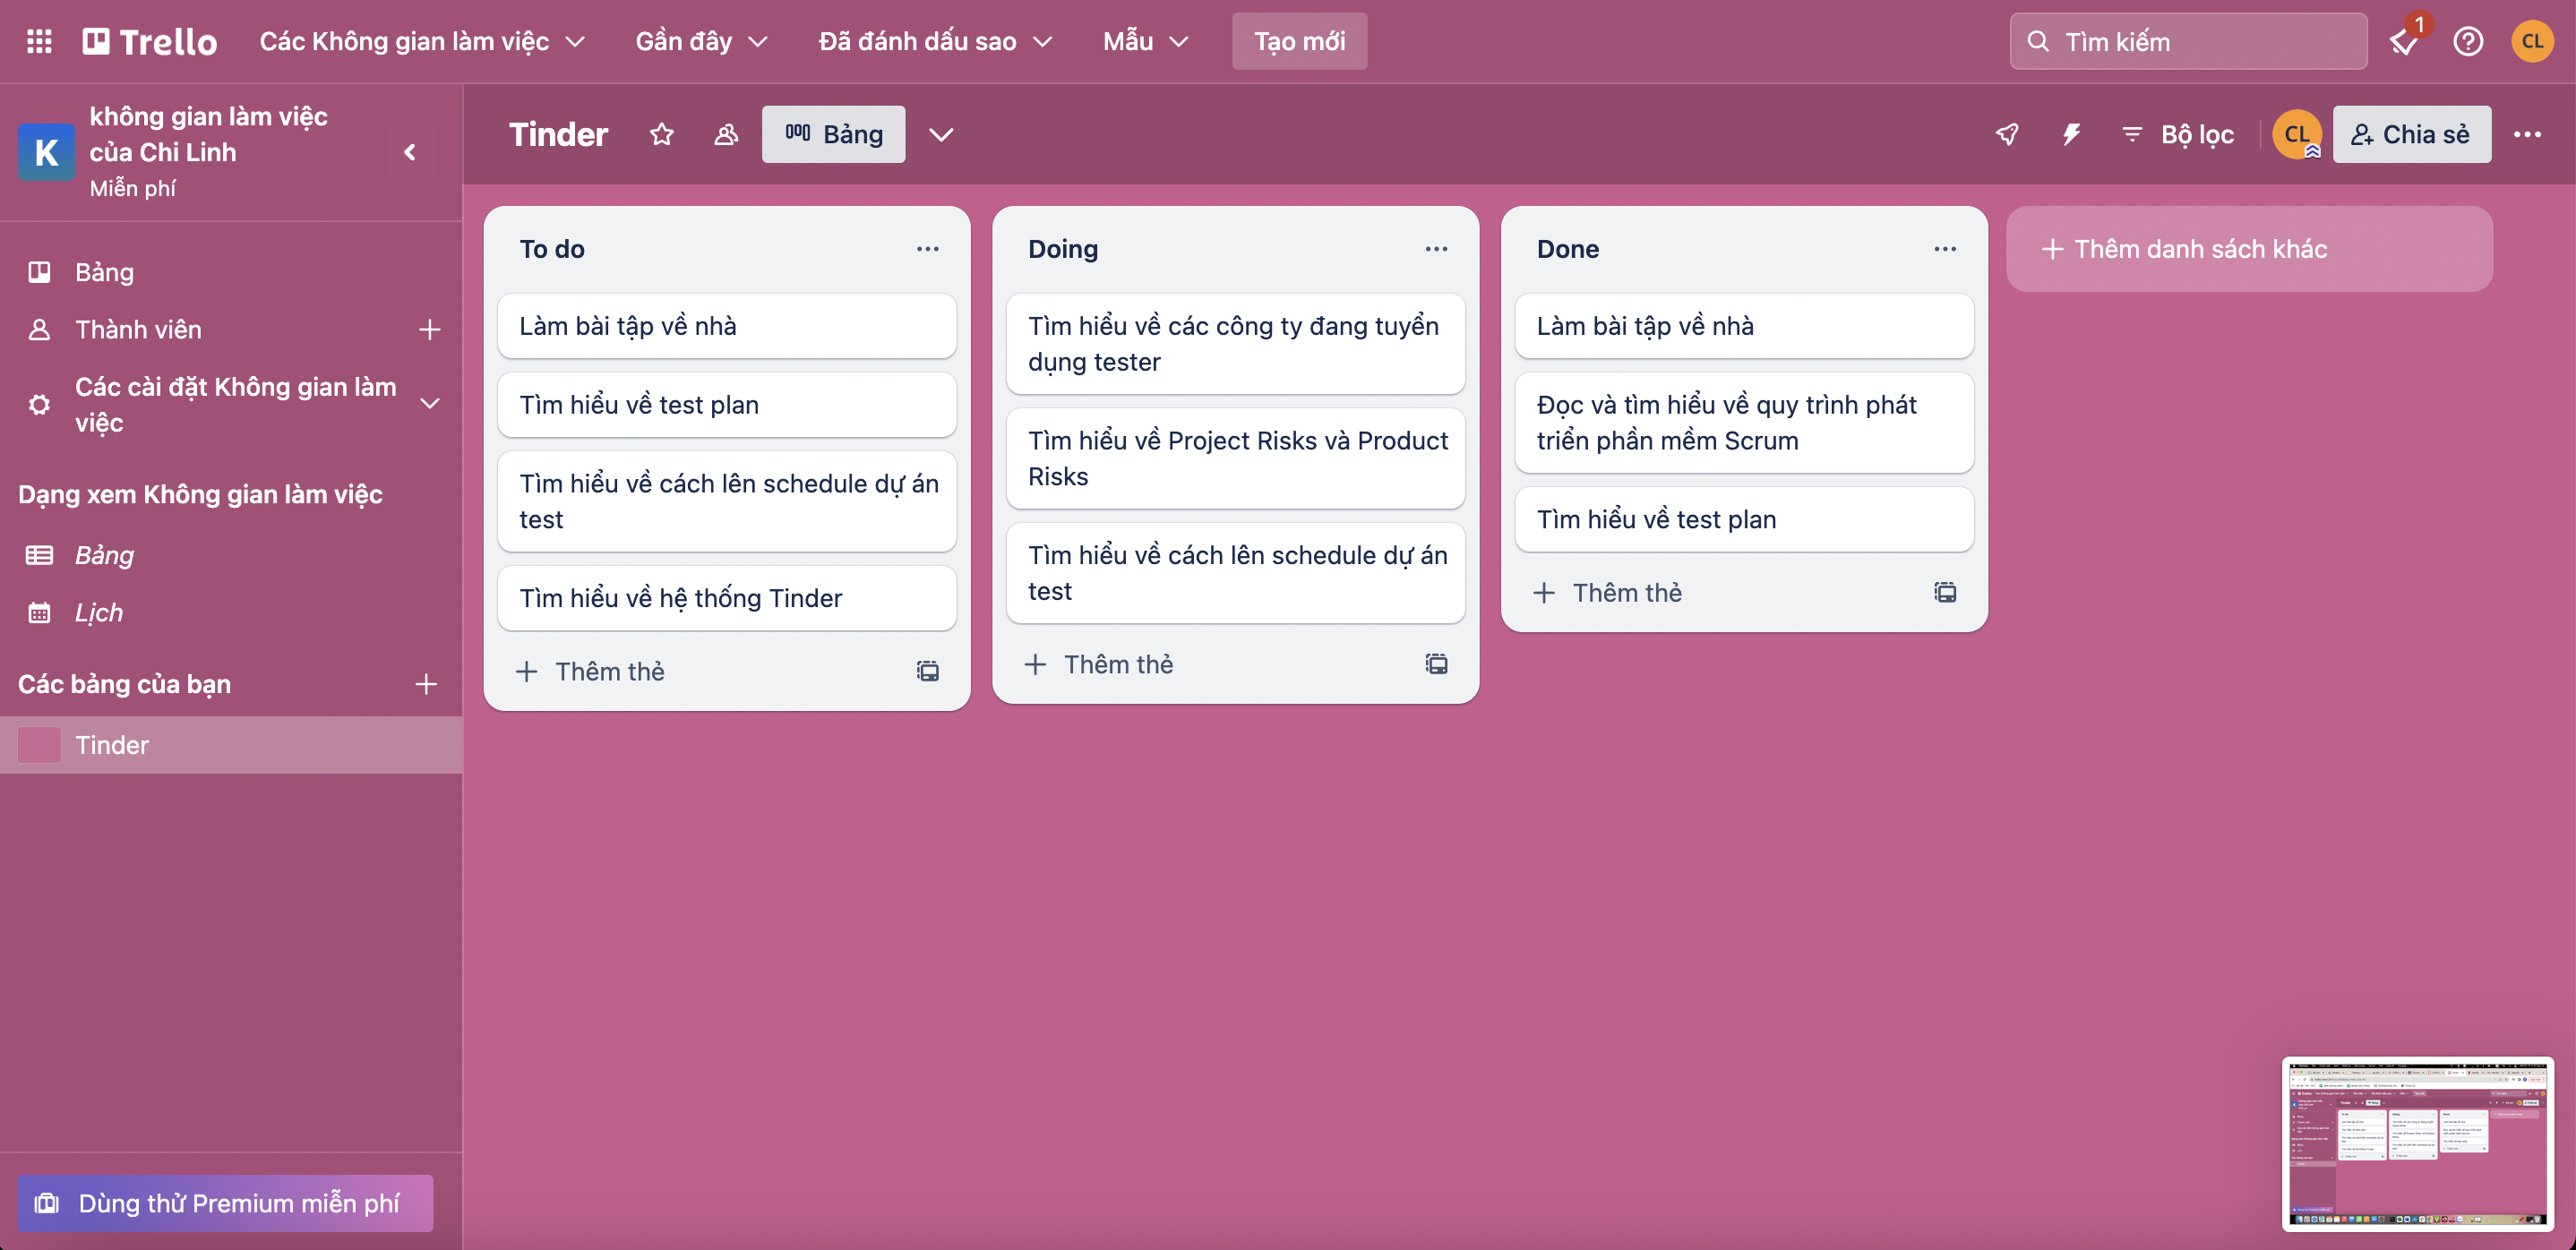 Trello
Các Không gian làm việc
Gần đây
Đã đánh dấu sao
Mẫu
Tạo mới
Tìm kiếm
1
CL
K
không gian làm việc
của Chi Linh
Miễn phí
Bảng
Thành viên
Các cài đặt Không gian làm
việc
Dạng xem Không gian làm việc
Bảng
Lịch
Các bảng của bạn
Tinder
Dùng thử Premium miễn phí
Tinder
Bảng
Bộ lọc
CL
Chia sẻ
To do
Làm bài tập về nhà
Tìm hiểu về test plan
Tìm hiểu về cách lên schedule dự án
test
Tìm hiểu về hệ thống Tinder
Thêm thẻ
Doing
Tìm hiểu về các công ty đang tuyển
dụng tester
Tìm hiểu về Project Risks và Product
Risks
Tìm hiểu về cách lên schedule dự án
test
Thêm thẻ
Done
Làm bài tập về nhà
Đọc và tìm hiểu về quy trình phát
triển phần mềm Scrum
Tìm hiểu về test plan
Thêm thẻ
Thêm danh sách khác